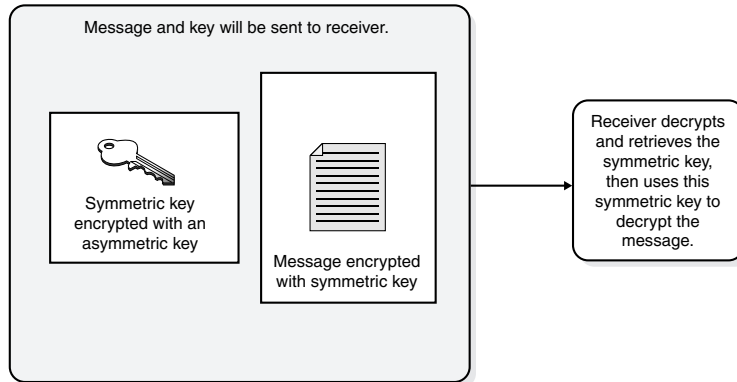 Message and key will be sent to receiver.
Symmetric key
encrypted with an
asymmetric key
Message encrypted
with symmetric key
Receiver decrypts
and retrieves the
symmetric key,
then uses this
symmetric key to
decrypt the
message.